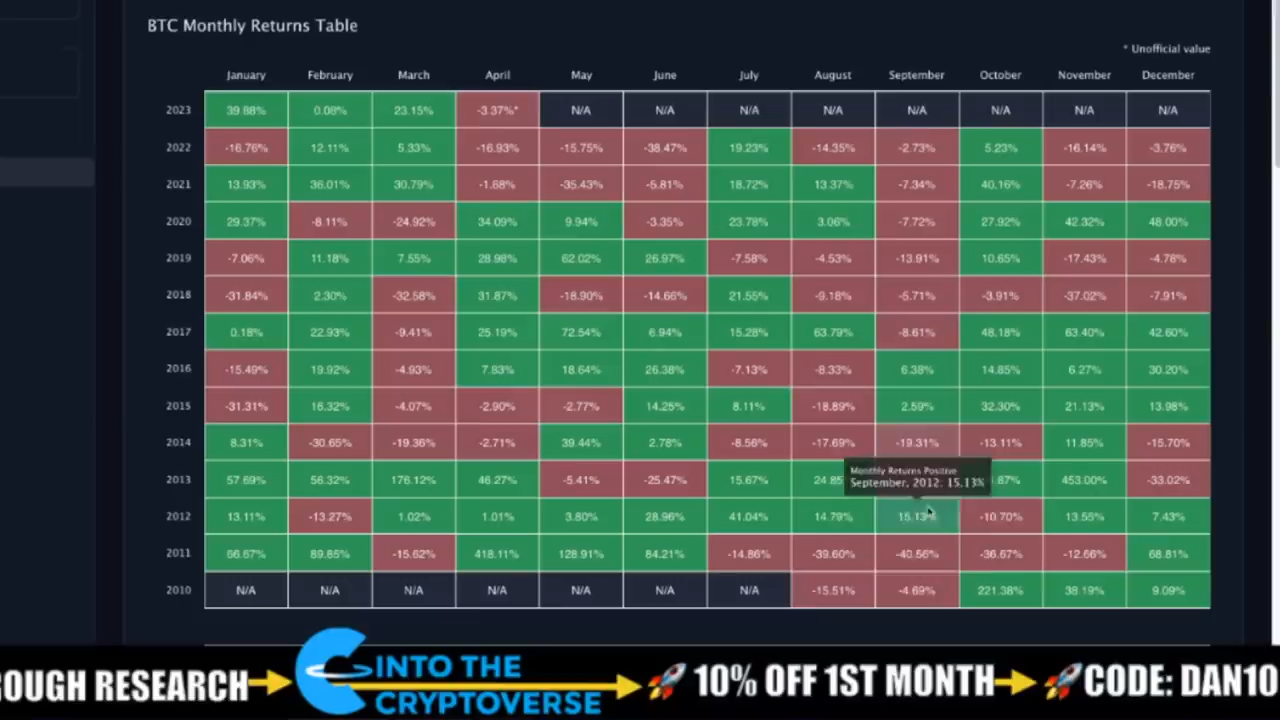 BTC Monthly Returns Table
* Unofficial value
January February March April May June July August September October November December
2023 39.88% 0.08% 23.15% -3.37%* N/A N/A N/A N/A N/A N/A N/A N/A
2022 -16.76% 12.11% 5.33% -16.93% -15.75% -38.47% 19.23% -14.35% -2.73% 5.23% -16.14% -3.76%
2021 13.93% 36.01% 30.79% -1.68% -35.43% -5.81% 18.72% 13.37% -7.34% 40.16% -7.26% -18.75%
2020 29.37% -8.11% -24.92% 34.09% 9.94% -3.35% 23.78% 3.06% -7.72% 27.92% 42.32% 48.00%
2019 -7.06% 11.18% 7.55% 28.98% 62.02% 26.97% -7.58% -4.53% -13.91% 10.65% -17.43% -4.78%
2018 -31.84% 2.30% -32.58% 31.87% -18.90% -14.66% 21.55% -9.18% -5.71% -3.91% -37.02% -7.91%
2017 0.18% 22.93% -9.41% 25.19% 72.54% 6.94% 15.28% 63.79% -8.61% 48.18% 63.40% 42.60%
2016 -15.49% 19.92% -4.93% 7.83% 18.64% 26.38% -7.13% -8.33% 6.38% 14.85% 6.27% 30.20%
2015 -31.31% 16.32% -4.07% -2.90% -2.77% 14.25% 8.11% -18.89% 2.59% 32.30% 21.13% 13.98%
2014 8.31% -30.65% -19.36% -2.71% 39.44% 2.78% -8.56% -17.69% -19.31% -13.11% 11.85% -15.70%
Monthly Returns Positive
September, 2012: 15.13%
2013 57.69% 56.32% 176.12% 46.27% -5.41% -25.47% 15.67% 24.85 .87% 453.00% -33.02%
2012 13.11% -13.27% 1.02% 1.01% 3.80% 28.96% 41.04% 14.79% 15.13% -10.70% 13.55% 7.43%
2011 66.67% 89.85% -15.62% 418.11% 128.91% 84.21% -14.86% -39.60% -40.56% -36.67% -12.66% 68.81%
2010 N/A N/A N/A N/A N/A N/A N/A -15.51% -4.69% 221.38% 38.19% 9.09%
OUGH RESEARCH INTO THE CRYPTOVERSE 10% OFF 1ST MONTH CODE: DAN10